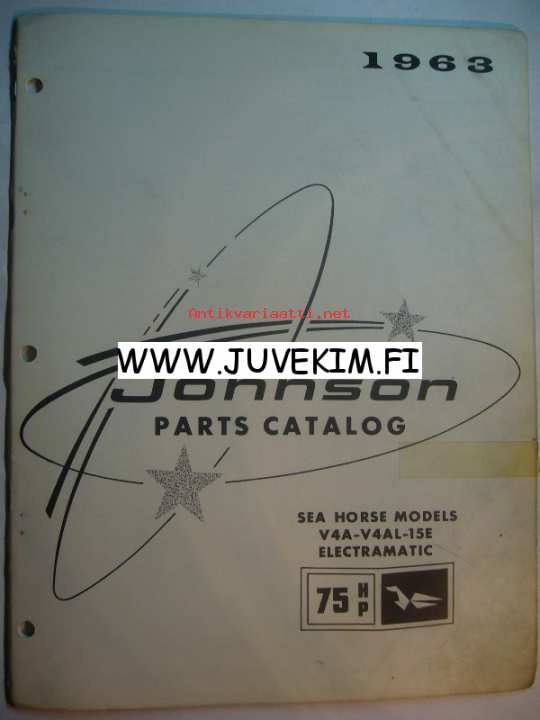 1963
Antikvariaatti.net
WWW.JUVEKIM.FI
Johnson
PARTS CATALOG
SEA HORSE MODELS
V4A-V4AL-15E
ELECTRAMATIC
75 HP